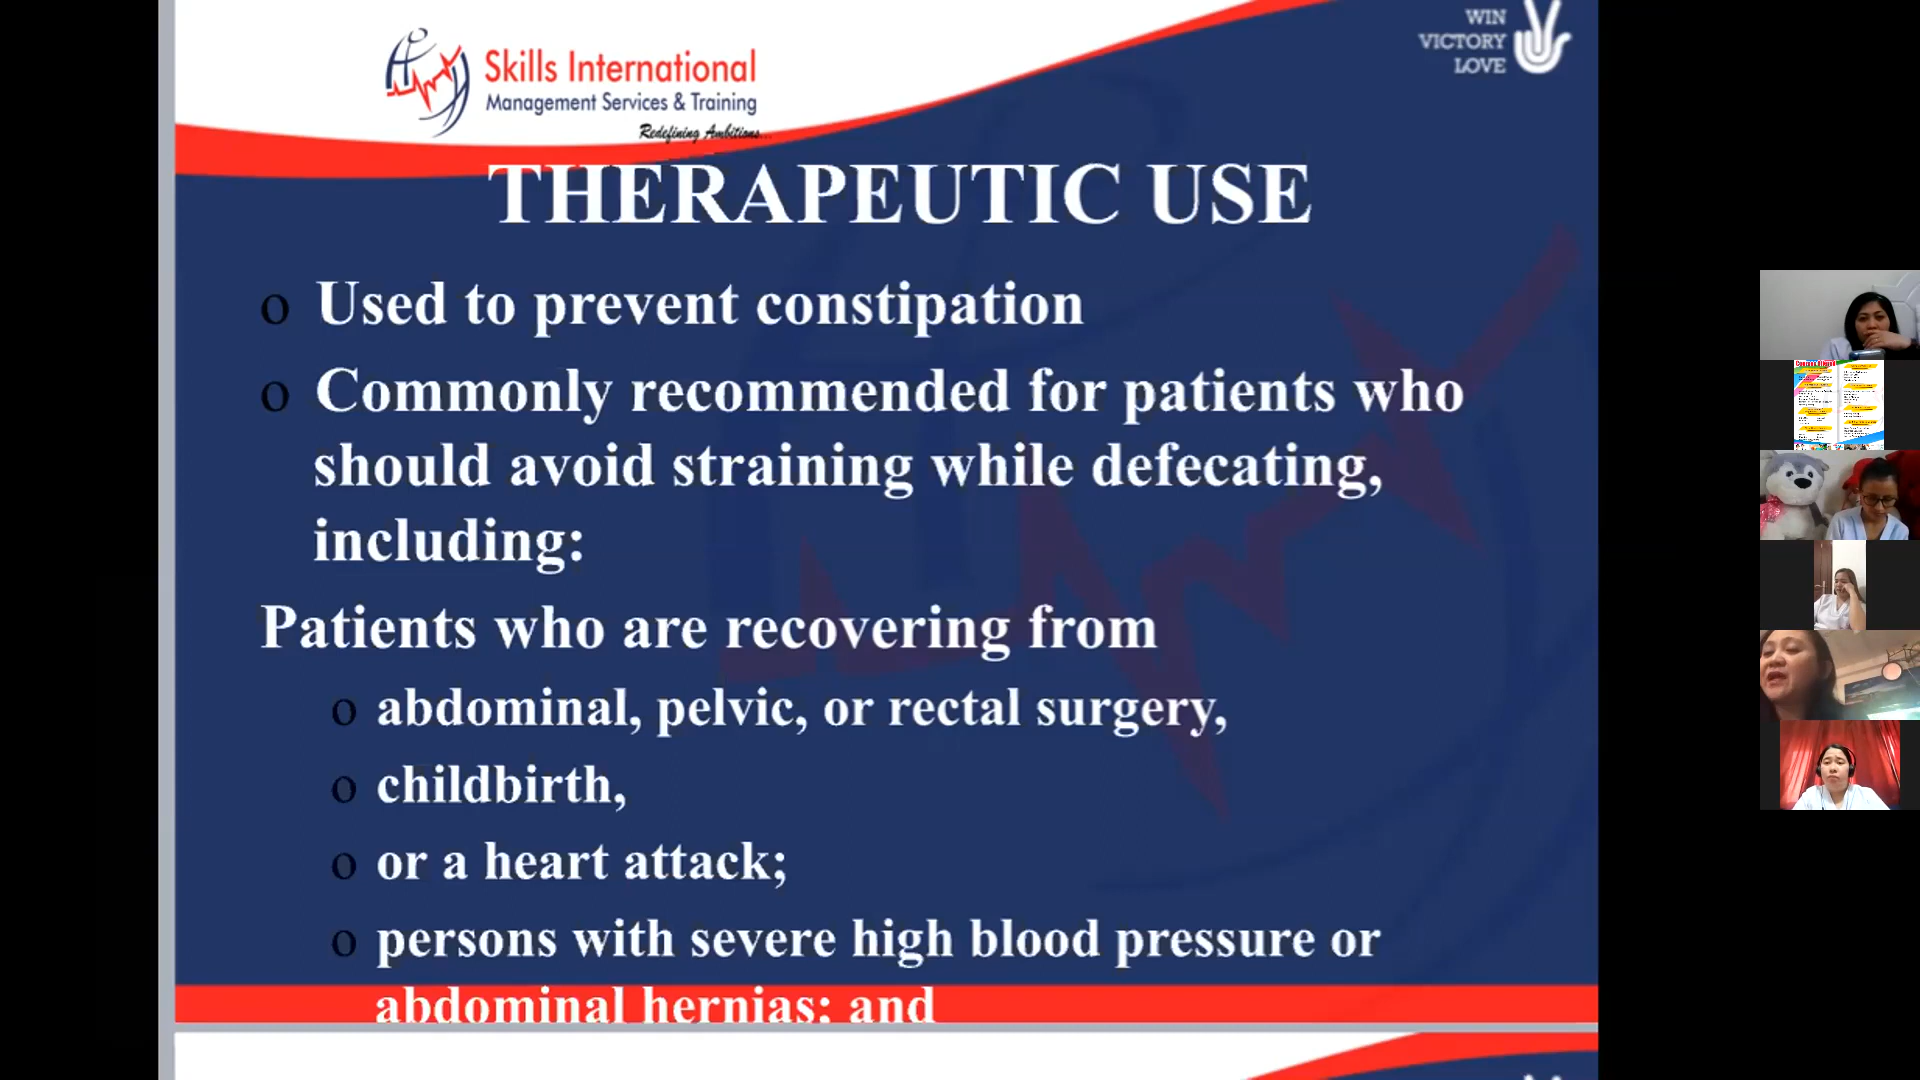 WIN
VICTORY
LOVE
Skills International
Management Services & Training
Redefining Ambitions...
THERAPEUTIC USE
o Used to prevent constipation
o Commonly recommended for patients who
should avoid straining while defecating,
including:
Patients who are recovering from
o abdominal, pelvic, or rectal surgery,
o childbirth,
o or a heart attack;
o persons with severe high blood pressure or
abdominal hernias; and